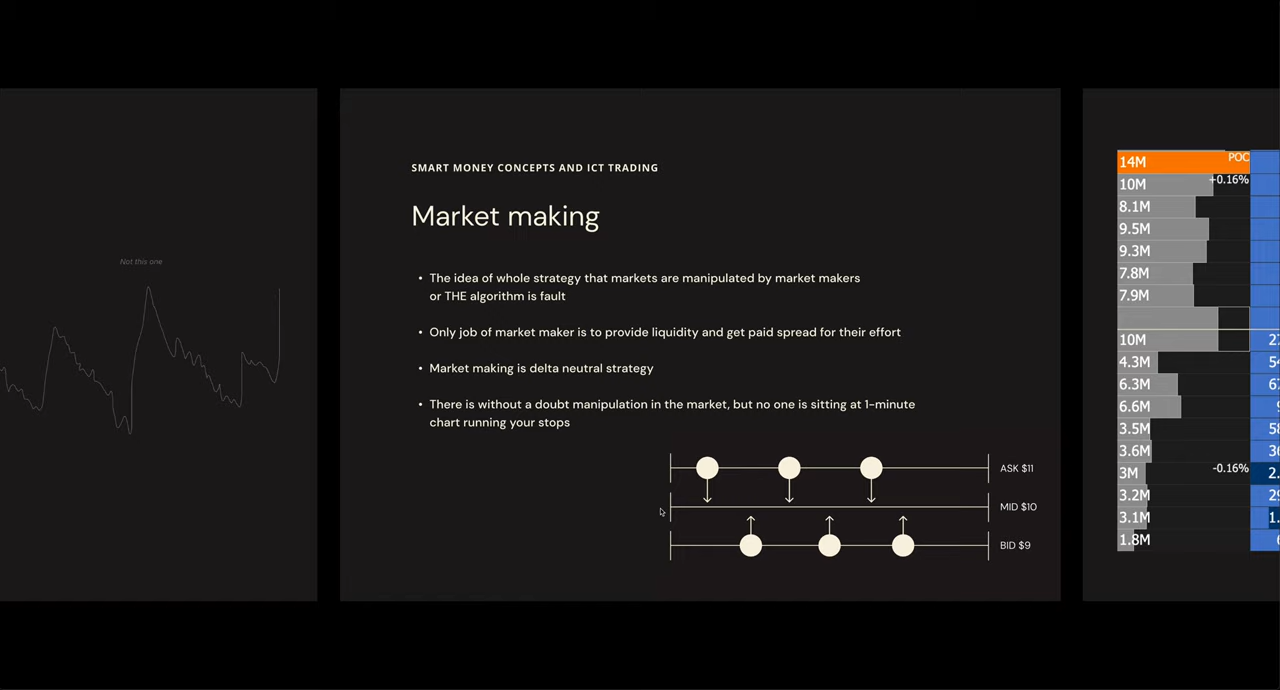 Not this one
SMART MONEY CONCEPTS AND ICT TRADING
Market making
• The idea of whole strategy that markets are manipulated by market makers
or THE algorithm is fault
• Only job of market maker is to provide liquidity and get paid spread for their effort
• Market making is delta neutral strategy
• There is without a doubt manipulation in the market, but no one is sitting at 1-minute
chart running your stops
ASK $11
MID $10
BID $9
14M POC
10M +0.16%
8.1M
9.5M
9.3M
7.8M
7.9M
10M
4.3M
6.3M
6.6M
3.5M
3.6M
3M -0.16%
3.2M
3.1M
1.8M